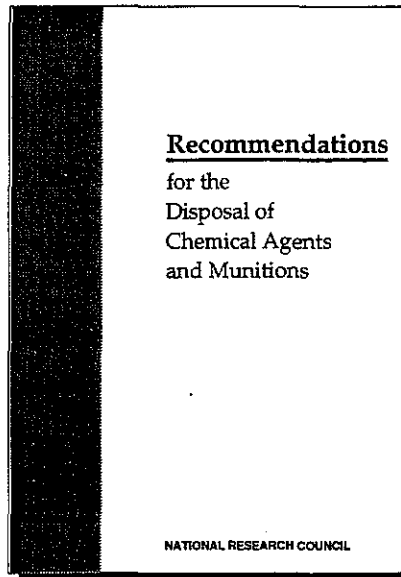 Recommendations
for the
Disposal of
Chemical Agents
and Munitions
NATIONAL RESEARCH COUNCIL